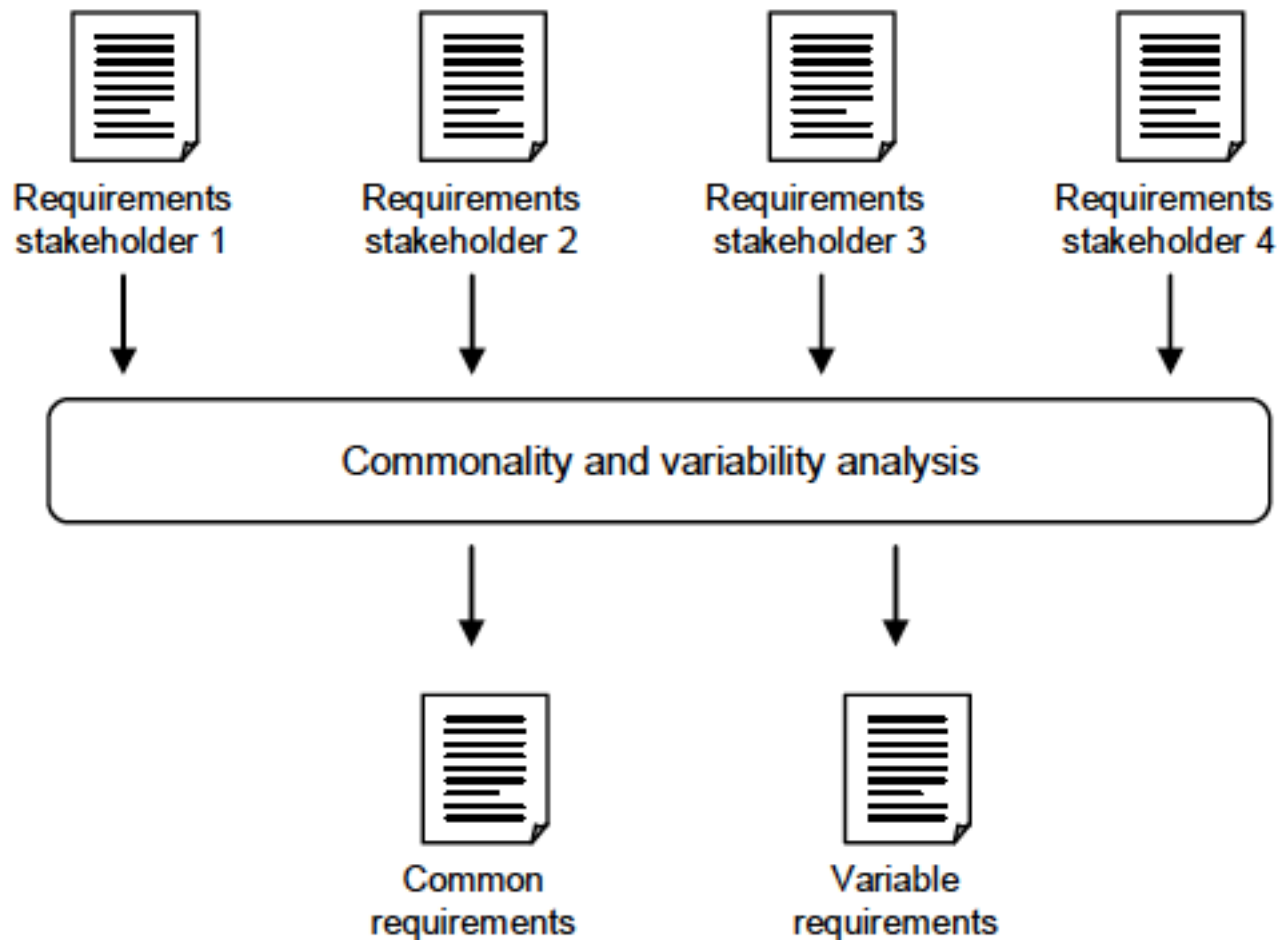 Requirements
stakeholder 1
Requirements
stakeholder 2
Requirements
stakeholder 3
Requirements
stakeholder 4
Commonality and variability analysis
Common
requirements
Variable
requirements